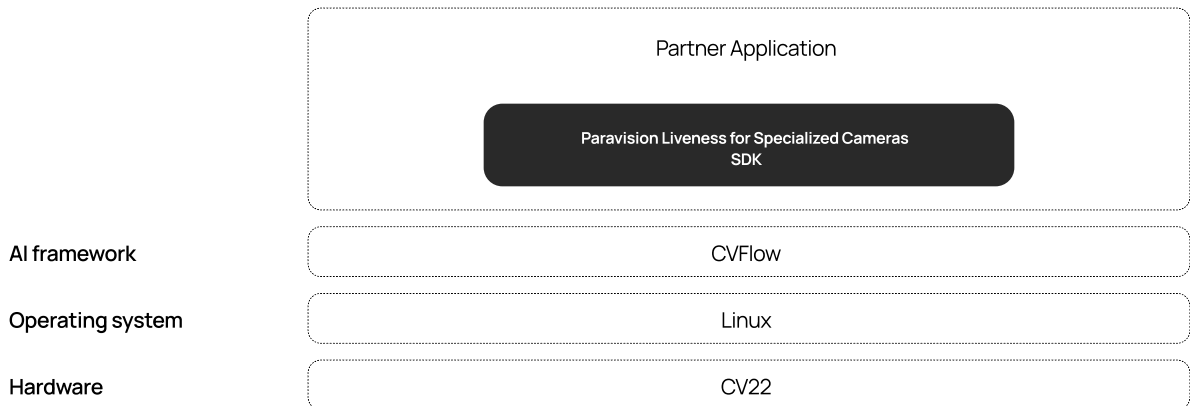 Partner Application
Paravision Liveness for Specialized Cameras
SDK
AI framework
CVFlow
Operating system
Linux
Hardware
CV22